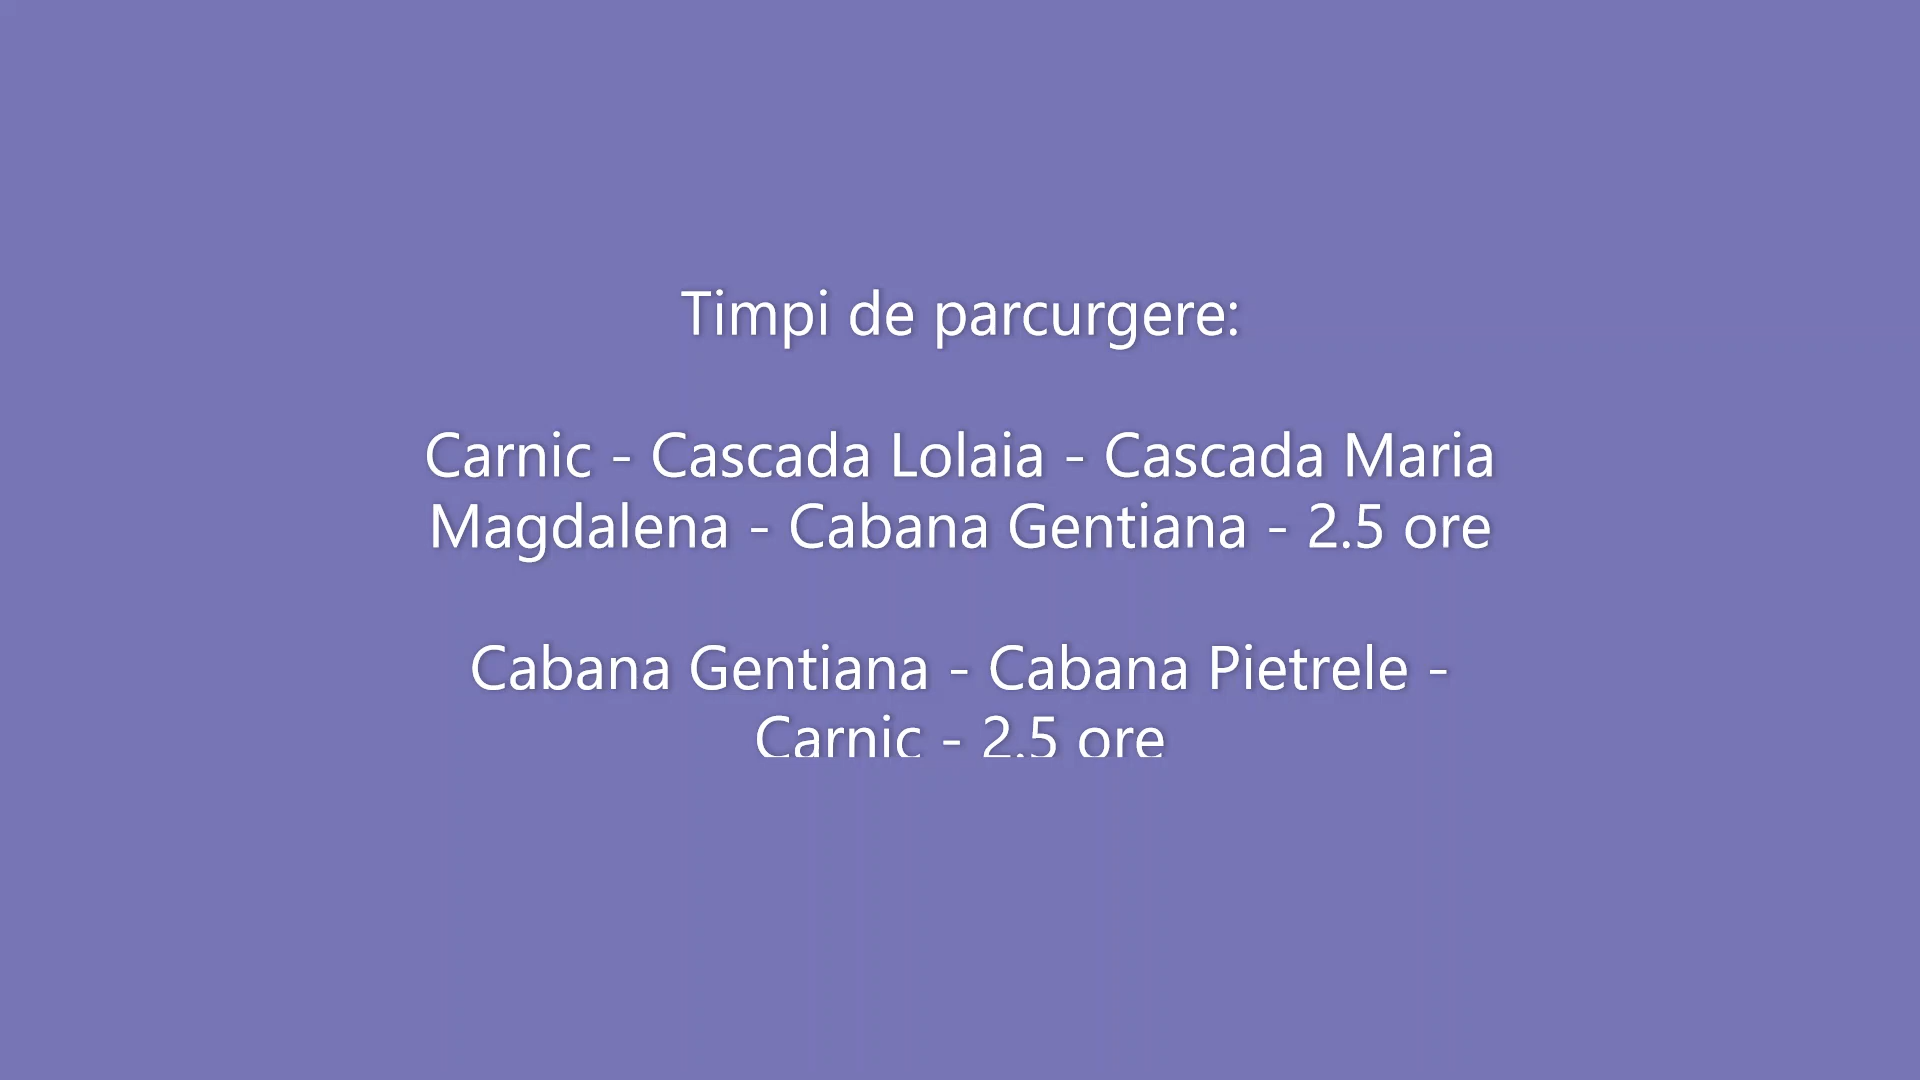 Timpi de parcurgere:
Carnic - Cascada Lolaia - Cascada Maria
Magdalena - Cabana Gentiana - 2.5 ore
Cabana Gentiana - Cabana Pietrele -
Carnic - 2.5 ore